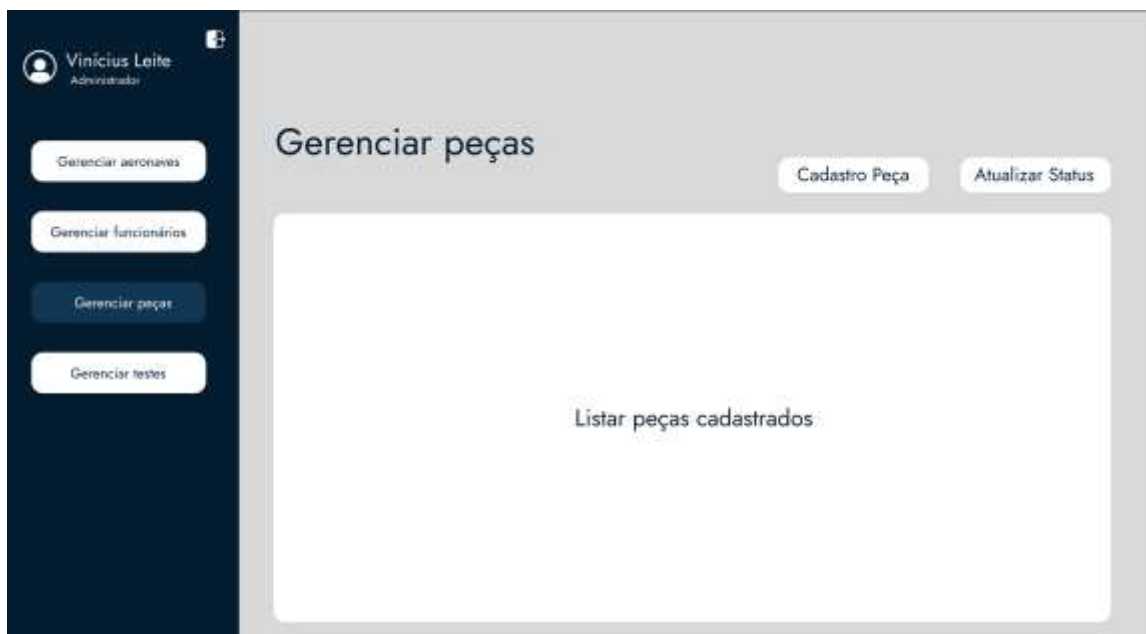 Vinícius Leite
Administrador
Gerenciar aeronaves
Gerenciar funcionários
Gerenciar peças
Gerenciar testes
Gerenciar peças
Cadastro Peça
Atualizar Status
Listar peças cadastrados